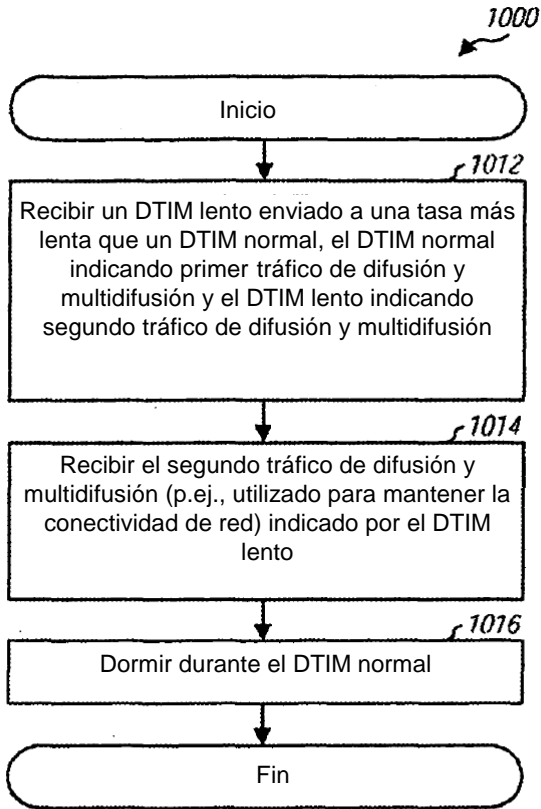 1000
Inicio
1012
Recibir un DTIM lento enviado a una tasa más
lenta que un DTIM normal, el DTIM normal
indicando primer tráfico de difusión y
multidifusión y el DTIM lento indicando
segundo tráfico de difusión y multidifusión
1014
Recibir el segundo tráfico de difusión y
multidifusión (p.ej., utilizado para mantener la
conectividad de red) indicado por el DTIM
lento
1016
Dormir durante el DTIM normal
Fin